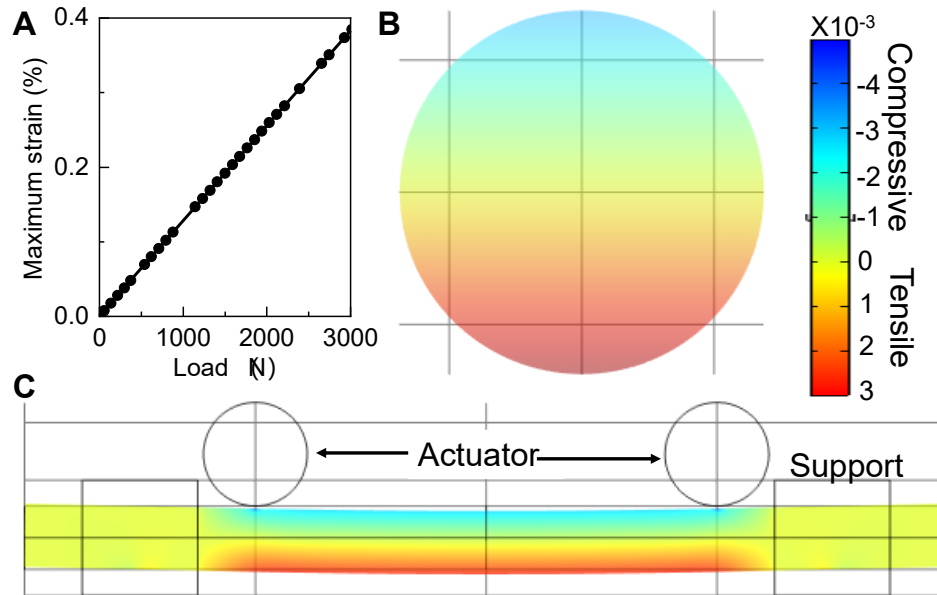 A
0.4
0.2
0.0
Maximum strain (%)
0
1000
2000
3000
Load (N)
B
X10-3
-4
-3
-2
-1
0
1
2
3
Compressive
Tensile
C
Actuator
Support